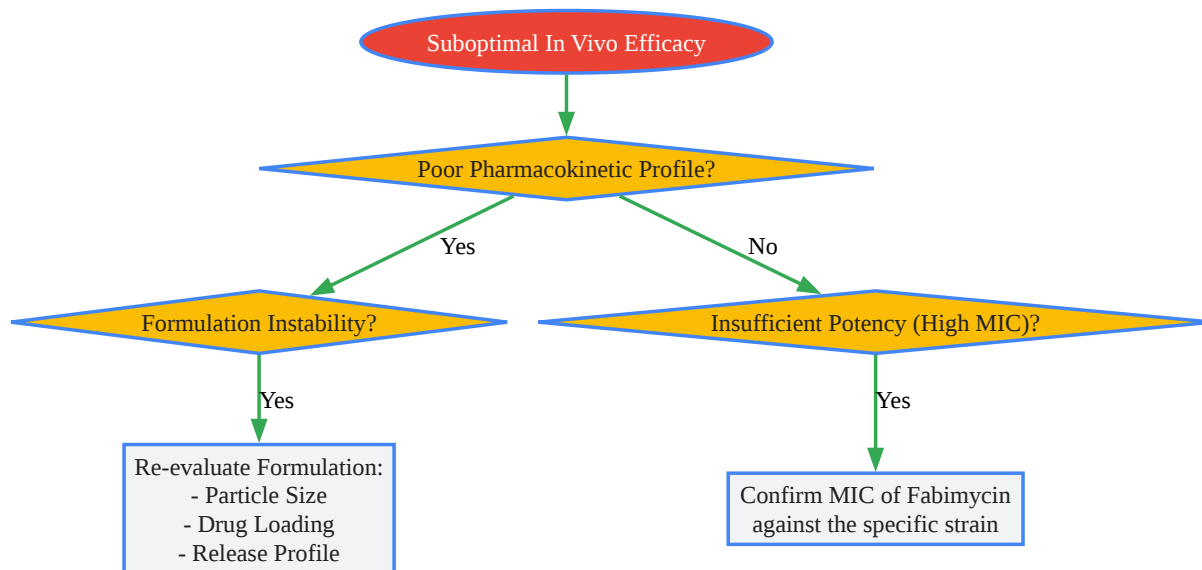 Suboptimal In Vivo Efficacy
Poor Pharmacokinetic Profile?
Yes
No
Formulation Instability?
Insufficient Potency (High MIC)?
Yes
Yes
Re-evaluate Formulation:
- Particle Size
- Drug Loading
- Release Profile
Confirm MIC of Fabimycin
against the specific strain